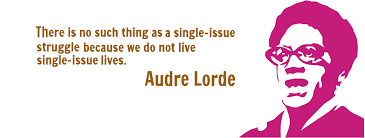 There is no such thing as a single-issue
struggle because we do not live
single-issue lives.
Audre Lorde